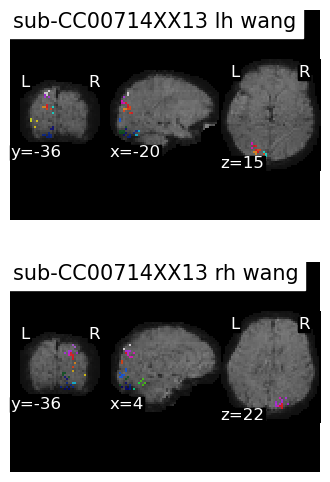 sub-CC00714XX13 lh wang
L R L R
y=-36 x=-20 z=15
sub-CC00714XX13 rh wang
L R L R
y=-36 x=4 z=22